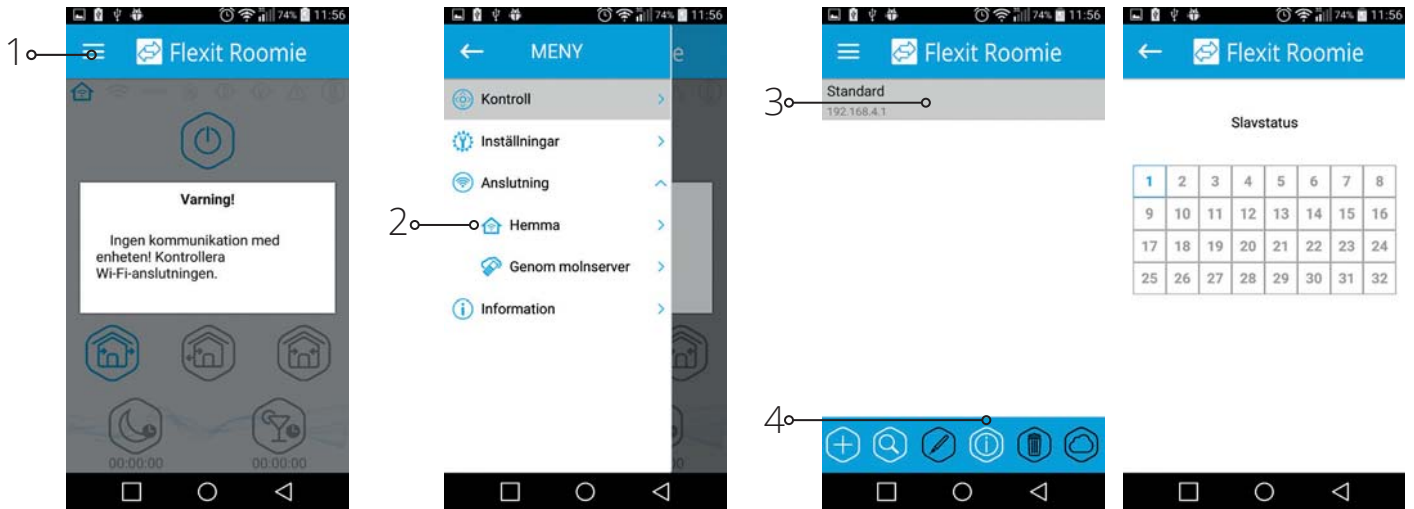 74% 11:56
1
Flexit Roomie
Varning!
Ingen kommunikation med
enheten! Kontrollera
Wi-Fi-anslutningen.
00:00:00 00:00:00
74% 11:56
MENY
e
Kontroll
Inställningar
Anslutning
2
Hemma
Genom molnserver
Information
74% 11:56
Flexit Roomie
3
Standard
192.168.4.1
4
74% 11:56
Flexit Roomie
Slavstatus
1 2 3 4 5 6 7 8
9 10 11 12 13 14 15 16
17 18 19 20 21 22 23 24
25 26 27 28 29 30 31 32